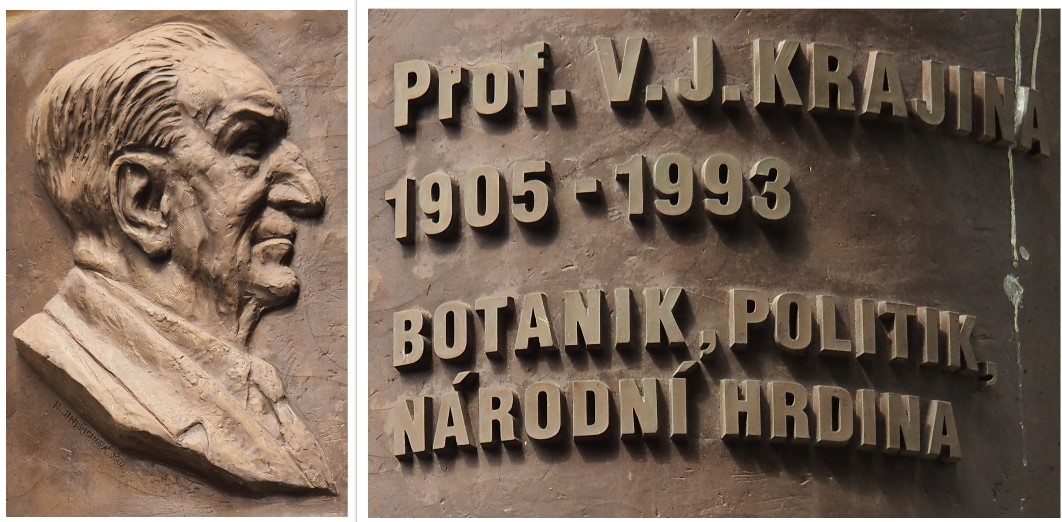 Prof. V. J. KRAJINA
1905 - 1993
BOTANIK, POLITIK,
NÁRODNÍ HRDINA